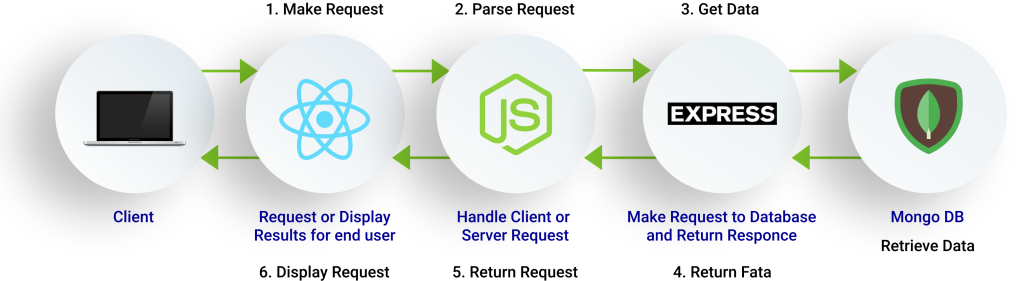 1. Make Request
2. Parse Request
3. Get Data
JS
EXPRESS
Client
Request or Display
Results for end user
Handle Client or
Server Request
Make Request to Database
and Return Responce
Mongo DB
Retrieve Data
6. Display Request
5. Return Request
4. Return Fata